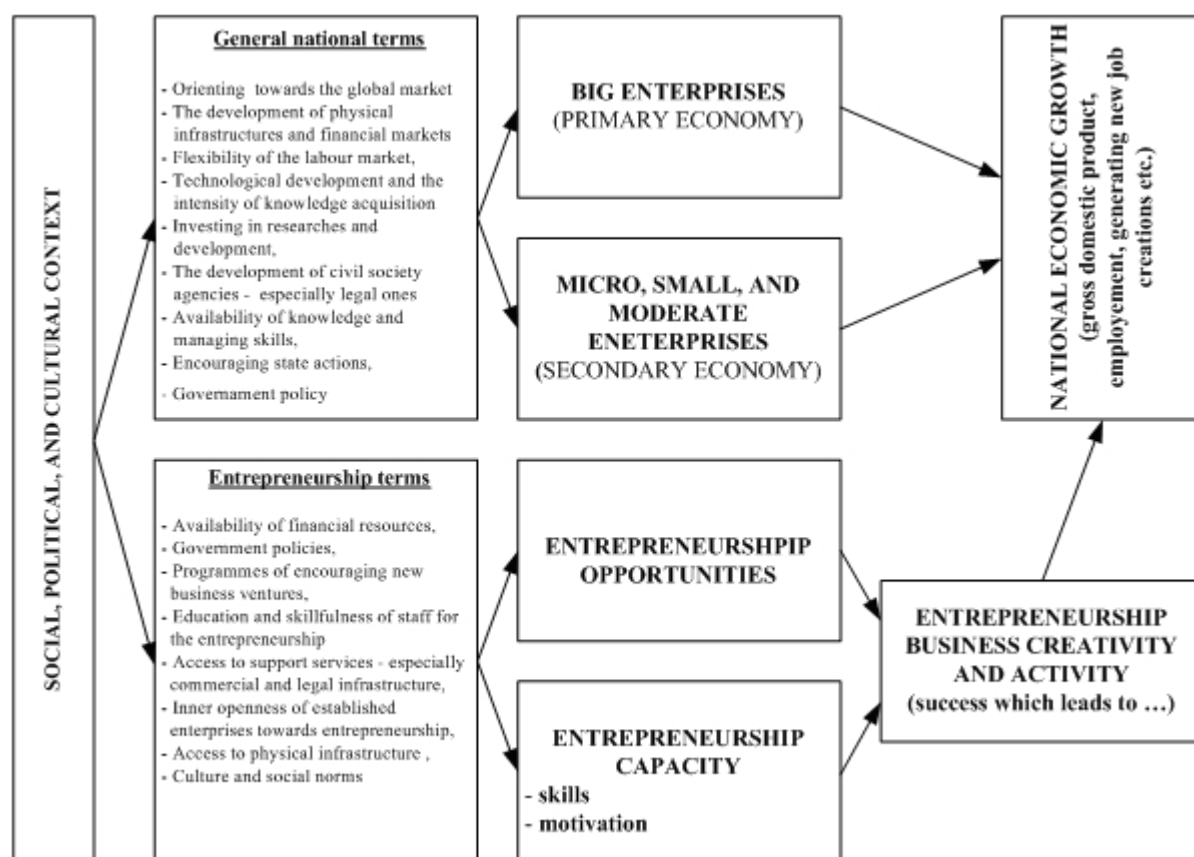 SOCIAL, POLITICAL, AND CULTURAL CONTEXT
General national terms
- Orienting towards the global market
- The development of physical
infrastructures and financial markets
- Flexibility of the labour market,
- Technological development and the
intensity of knowledge acquisition
- Investing in researches and
development,
- The development of civil society
agencies - especially legal ones
- Availability of knowledge and
managing skills,
- Encouraging state actions,
- Governament policy
Entrepreneurship terms
- Availability of financial resources,
- Government policies,
- Programmes of encouraging new
business ventures,
- Education and skillfulness of staff for
the entrepreneurship
- Access to support services - especially
commercial and legal infrastructure,
- Inner openness of established
enterprises towards entrepreneurship,
- Access to physical infrastructure ,
- Culture and social norms
BIG ENTERPRISES
(PRIMARY ECONOMY)
MICRO, SMALL, AND
MODERATE
ENETERPRISES
(SECONDARY ECONOMY)
ENTREPRENEURSHPIP
OPPORTUNITIES
ENTREPRENEURSHIP
CAPACITY
- skills
- motivation
ENTREPRENEURSHIP
BUSINESS CREATIVITY
AND ACTIVITY
(success which leads to ...)
NATIONAL ECONOMIC GROWTH
(gross domestic product,
employement, generating new job
creations etc.)